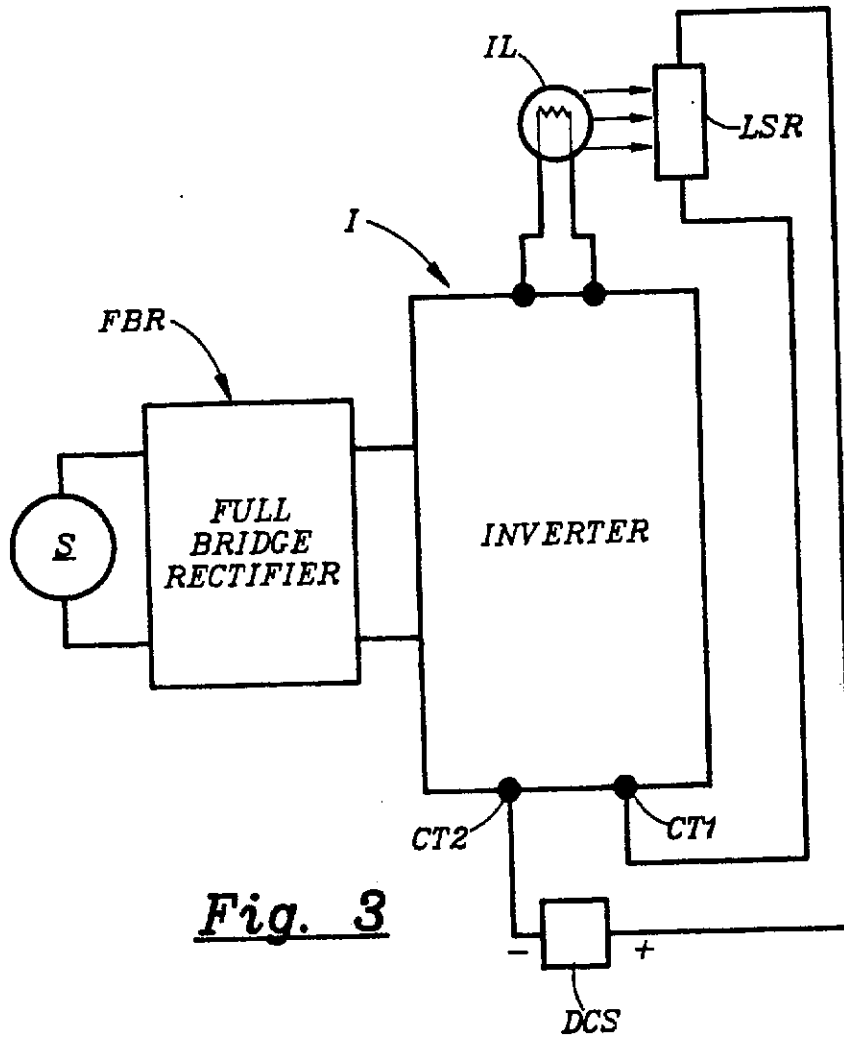 IL
LSR
I
FBR
S
FULL
BRIDGE
RECTIFIER
INVERTER
CT2
CT1
Fig. 3
- +
DCS